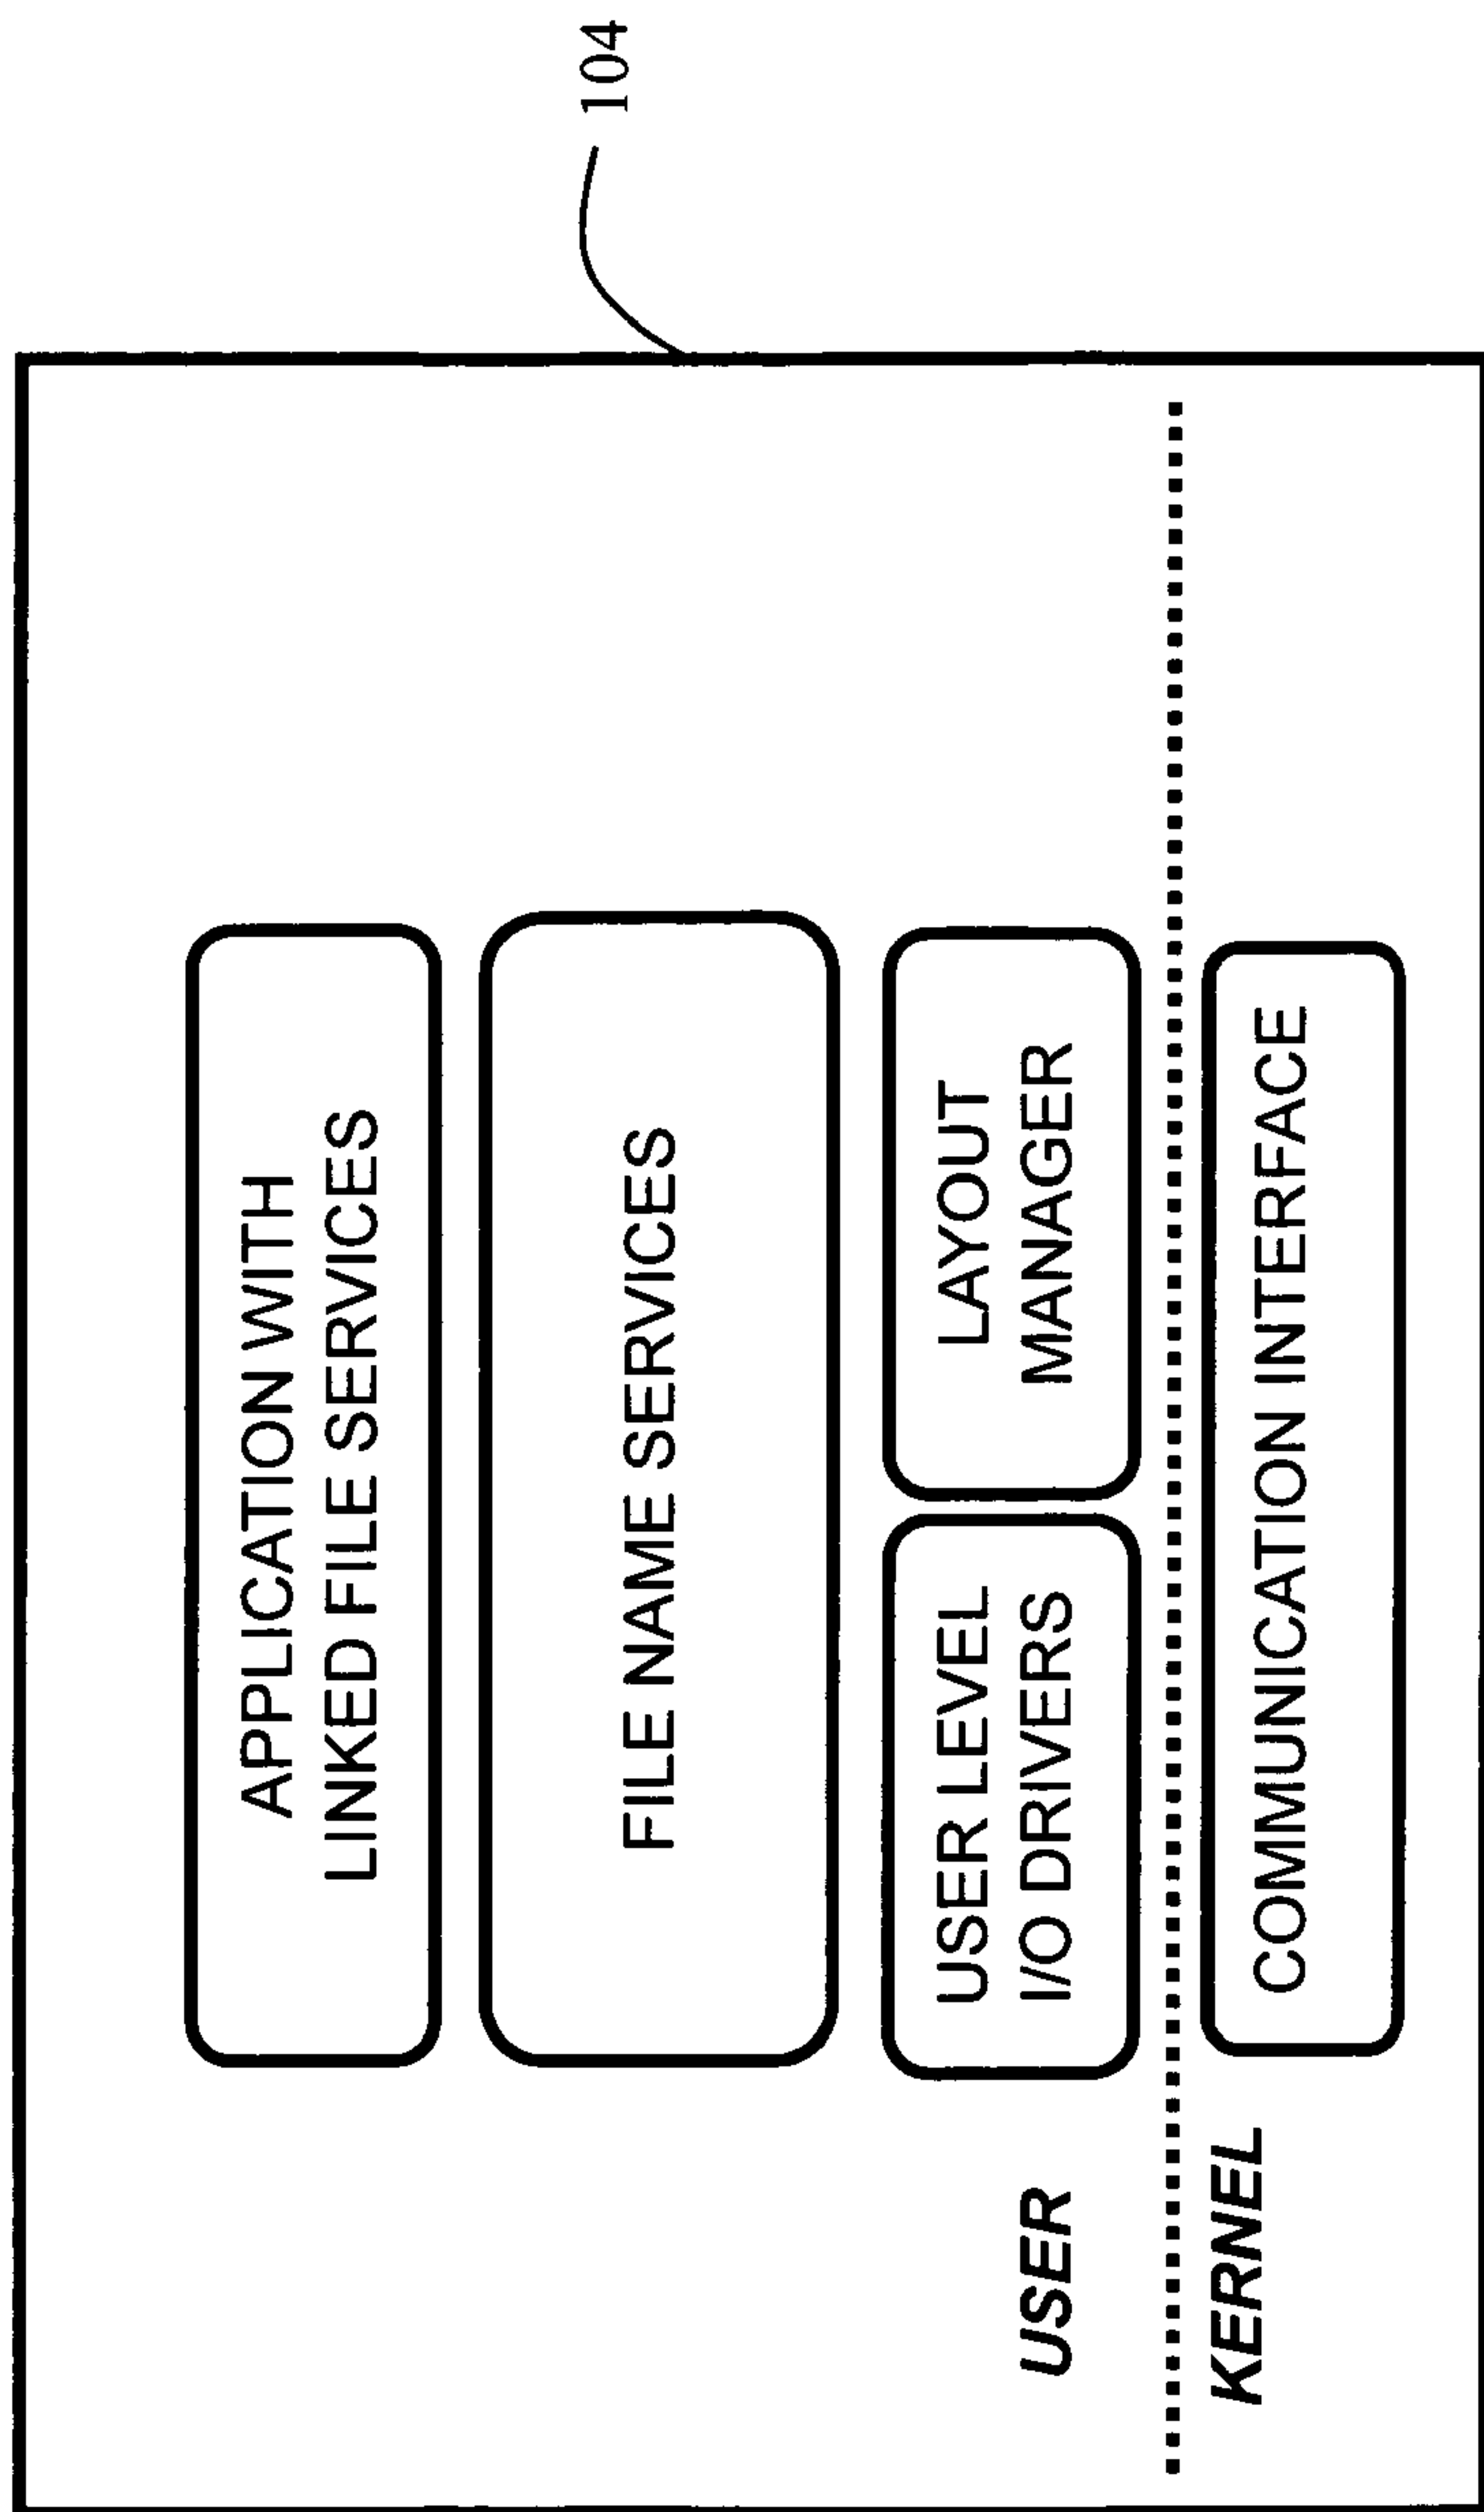 104
APPLICATION WITH
LINKED FILE SERVICES
FILE NAME SERVICES
USER LEVEL
I/O DRIVERS
LAYOUT
MANAGER
USER
KERNEL
COMMUNICATION INTERFACE